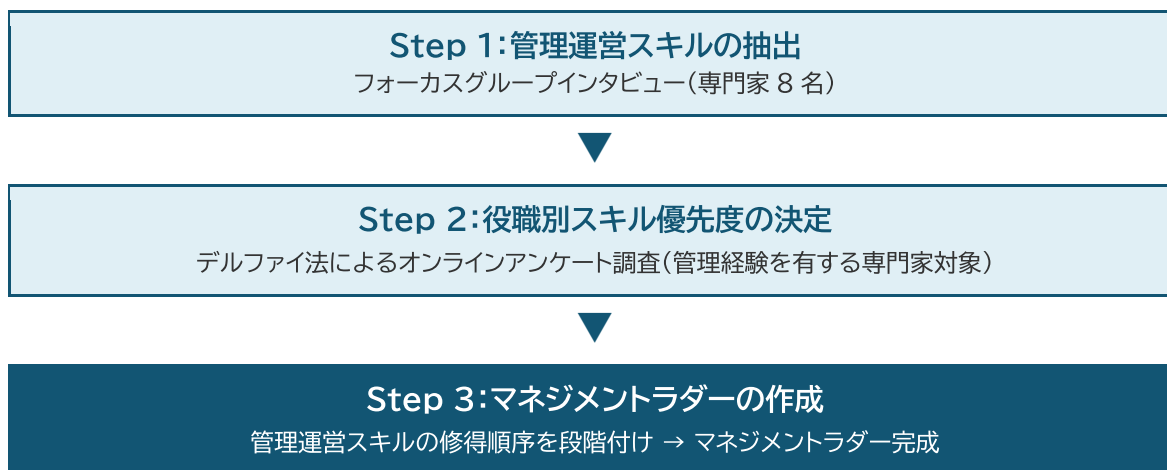 Step 1：管理運営スキルの抽出
フォーカスグループインタビュー（専門家 8 名）
Step 2：役職別スキル優先度の決定
デルファイ法によるオンラインアンケート調査（管理経験を有する専門家対象）
Step 3：マネジメントラダーの作成
管理運営スキルの修得順序を段階付け → マネジメントラダー完成